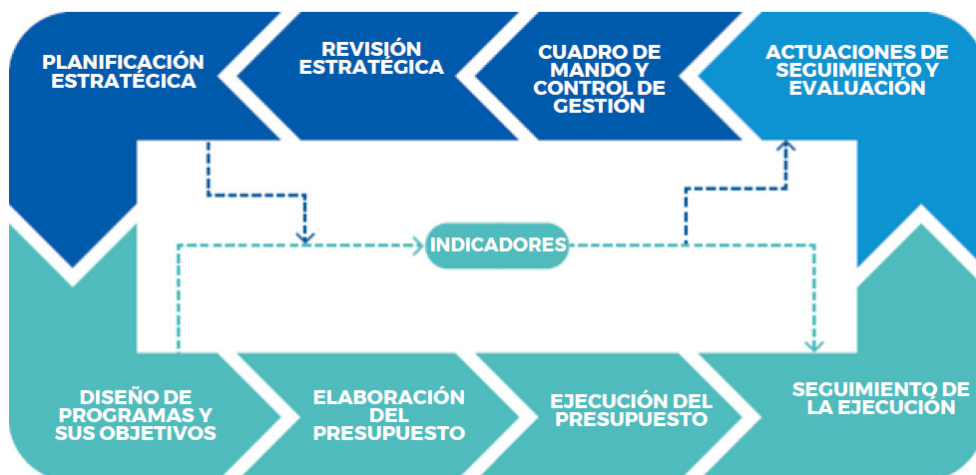 PLANIFICACIÓN
ESTRATÉGICA
REVISIÓN
ESTRATÉGICA
CUADRO DE
MANDO Y
CONTROL DE
GESTIÓN
ACTUACIONES DE
SEGUIMIENTO Y
EVALUACIÓN
INDICADORES
DISEÑO DE
PROGRAMAS Y
SUS OBJETIVOS
ELABORACIÓN
DEL
PRESUPUESTO
EJECUCIÓN DEL
PRESUPUESTO
SEGUIMIENTO DE
LA EJECUCIÓN